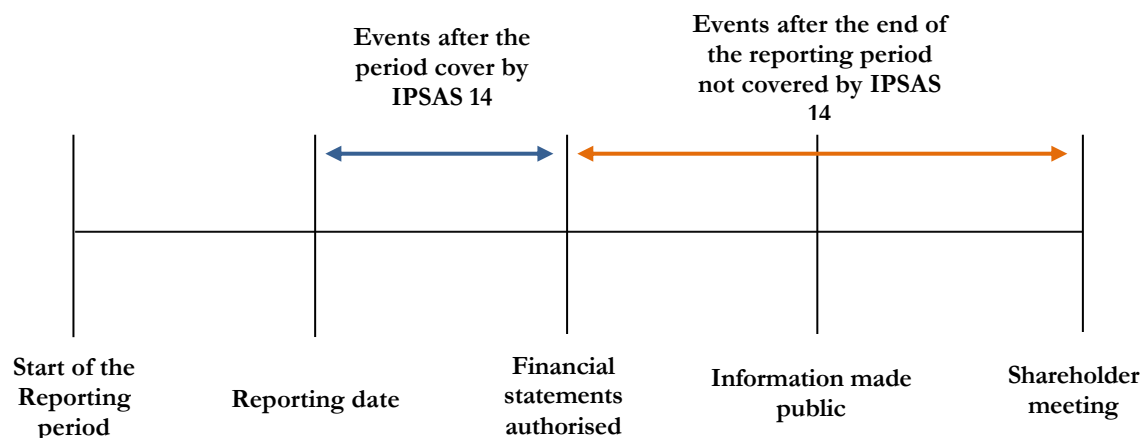 Events after the
period cover by
IPSAS 14
Events after the end of
the reporting period
not covered by IPSAS
14
Start of the
Reporting
period
Reporting date
Financial
statements
authorised
Information made
public
Shareholder
meeting